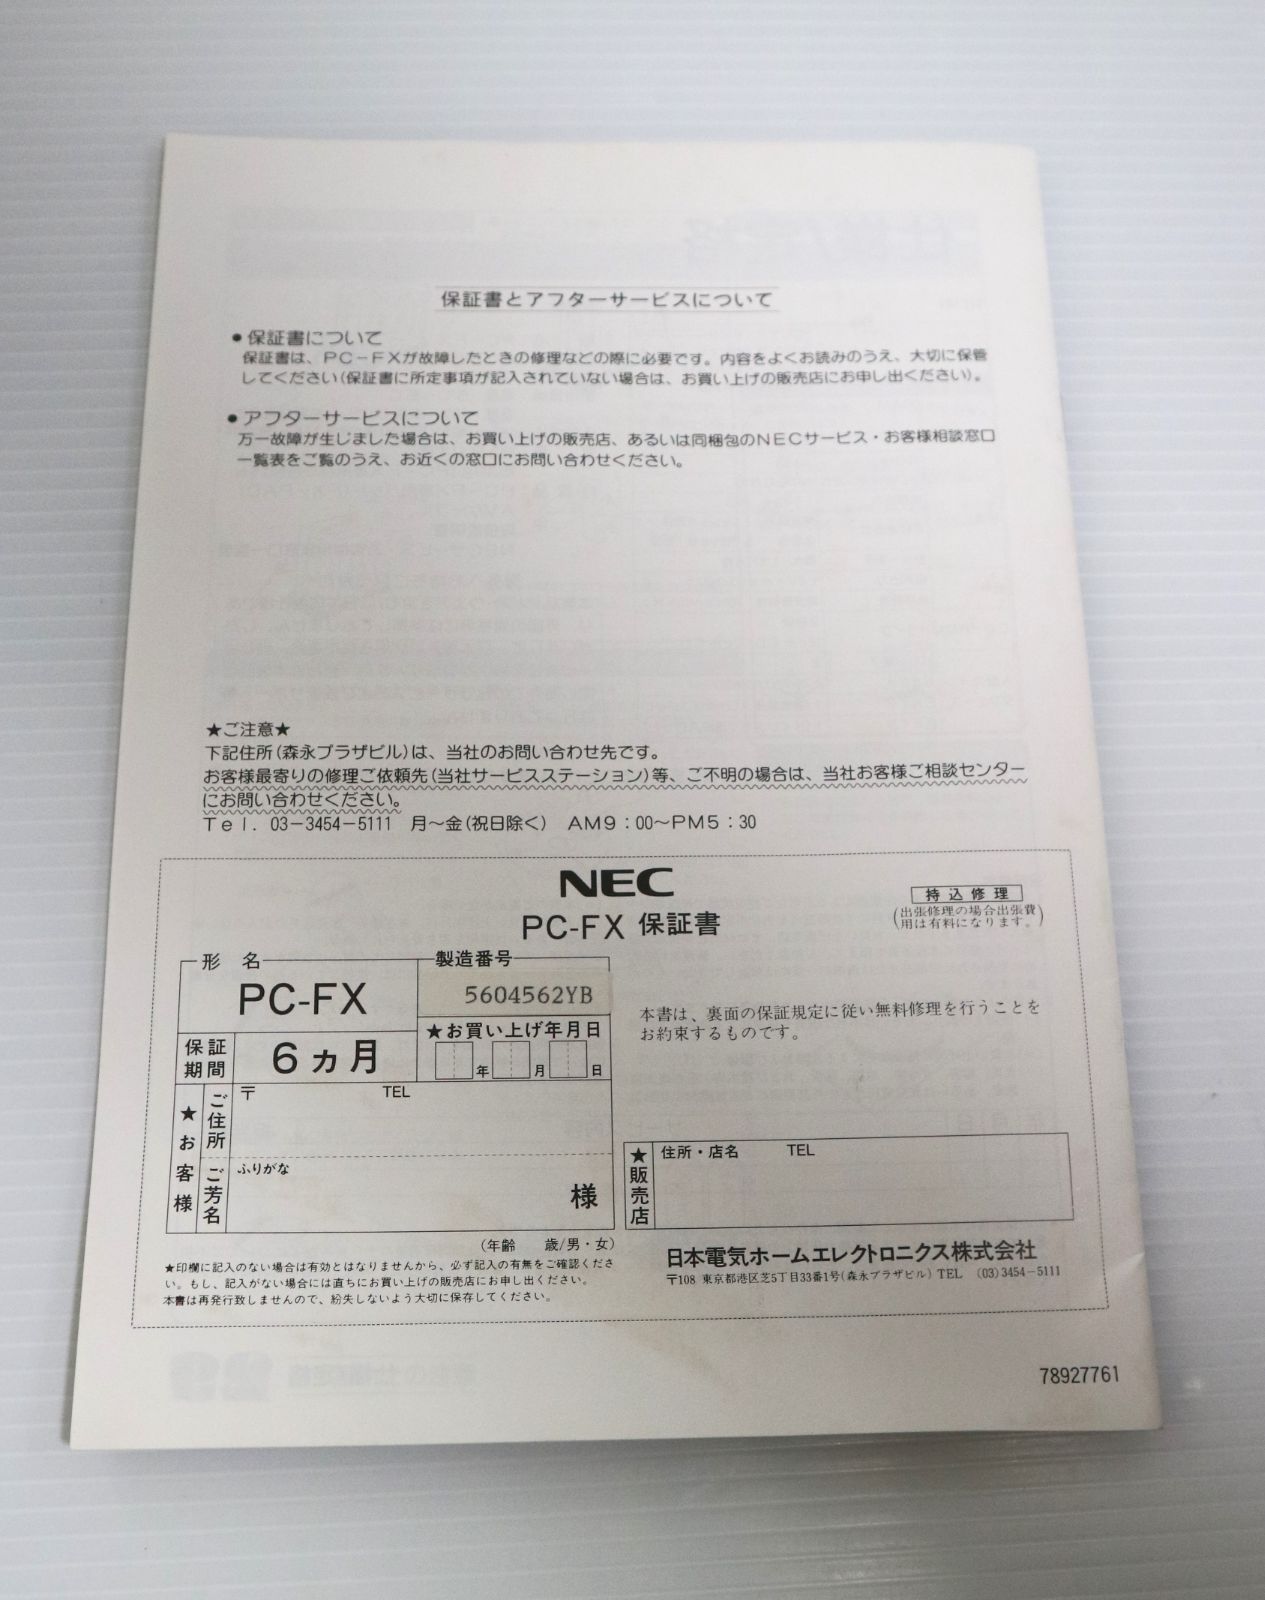 保証書とアフターサービスについて
●保証書について
保証書は、PC-FXが故障したときの修理などの際に必要です。内容をよくお読みのうえ、大切に保管
してください(保証書に所定事項が記入されていない場合は、お買い上げの販売店にお申し出ください)。
●アフターサービスについて
万一故障が生じました場合は、お買い上げの販売店、あるいは同梱包のNECサービス・お客様相談窓口
一覧表をご覧のうえ、お近くの窓口にお問い合わせください。
★ご注意★
下記住所(森永プラザビル)は、当社のお問い合わせ先です。
お客様最寄りの修理ご依頼先(当社サービスステーション)等、ご不明の場合は、当社お客様ご相談センター
にお問い合わせください。
Tel. 03-3454-5111 月〜金(祝日除く) AM9:00〜PM5:30
NEC
PC-FX 保証書
持込修理
(出張修理の場合出張費
用は有料になります。)
形名
PC-FX
製造番号
5604562YB
保証期間
6ヵ月
★お買い上げ年月日
年 月 日
★お客様
ご住所
〒 TEL
ご芳名
ふりがな
様
(年齢 歳/男・女)
本書は、裏面の保証規定に従い無料修理を行うことを
お約束するものです。
★販売店
住所・店名 TEL
★印欄に記入のない場合は有効とはなりませんから、必ず記入の有無をご確認くださ
い。もし、記入がない場合には直ちにお買い上げの販売店にお申し出ください。
本書は再発行致しませんので、紛失しないよう大切に保存してください。
日本電気ホームエレクトロニクス株式会社
〒108 東京都港区芝5丁目33番1号(森永プラザビル) TEL (03)3454-5111
78927761